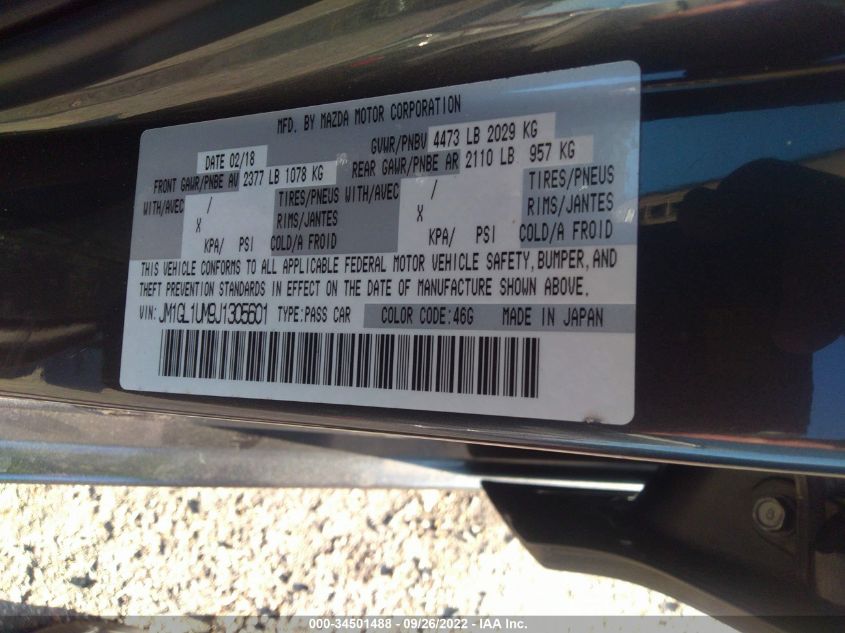 MFD. BY MAZDA MOTOR CORPORATION
DATE 02/18 GVWR/PNBV 4473 LB 2029 KG
FRONT GAWR/PNBE AV 2377 LB 1078 KG REAR GAWR/PNBE AR 2110 LB 957 KG
WITH/AVEC / TIRES/PNEUS WITH/AVEC / TIRES/PNEUS
X RIMS/JANTES X RIMS/JANTES
KPA/ PSI COLD/A FROID KPA/ PSI COLD/A FROID
THIS VEHICLE CONFORMS TO ALL APPLICABLE FEDERAL MOTOR VEHICLE SAFETY, BUMPER, AND
THEFT PREVENTION STANDARDS IN EFFECT ON THE DATE OF MANUFACTURE SHOWN ABOVE.
VIN: JM1GL1UM9J1305601 TYPE:PASS CAR COLOR CODE:46G MADE IN JAPAN
000-34501488 - 09/26/2022 - IAA Inc.